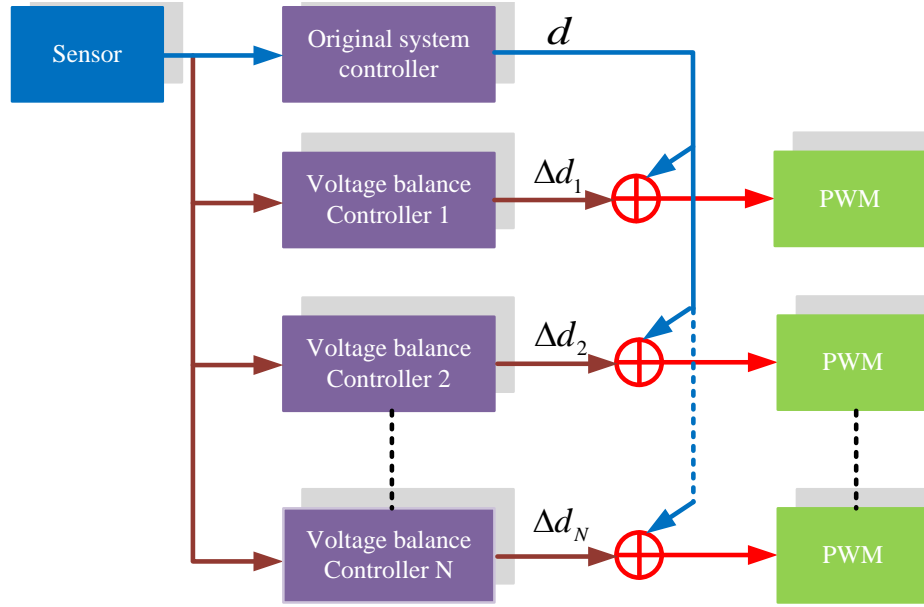 Sensor
Original system
controller
d
Voltage balance
Controller 1
Δd₁
PWM
Voltage balance
Controller 2
Δd₂
PWM
Voltage balance
Controller N
Δd_N
PWM